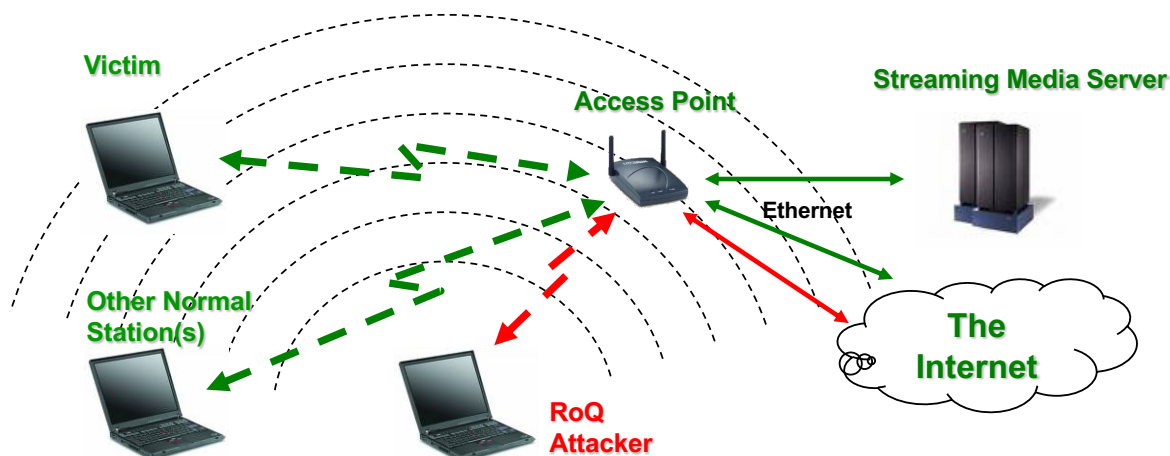 Victim
Access Point
Streaming Media Server
Ethernet
Other Normal
Station(s)
The
Internet
RoQ
Attacker